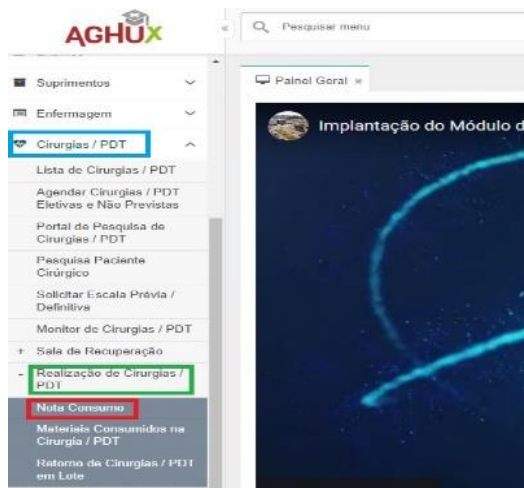 AGHUX
«
Pesquisar menu
Suprimentos
Enfermagem
Cirurgias / PDT
Lista de Cirurgias / PDT
Agendar Cirurgias / PDT
Eletivas e Não Previstas
Portal de Pesquisa de
Cirurgias / PDT
Pesquisa Paciente
Cirúrgico
Solicitar Escala Prévia /
Definitiva
Monitor de Cirurgias / PDT
+ Sala de Recuperação
- Realização de Cirurgias /
PDT
Nota Consumo
Materiais Consumidos na
Cirurgia / PDT
Retorno de Cirurgias / PDT
em Lote
Painel Geral ×
Implantação do Módulo d